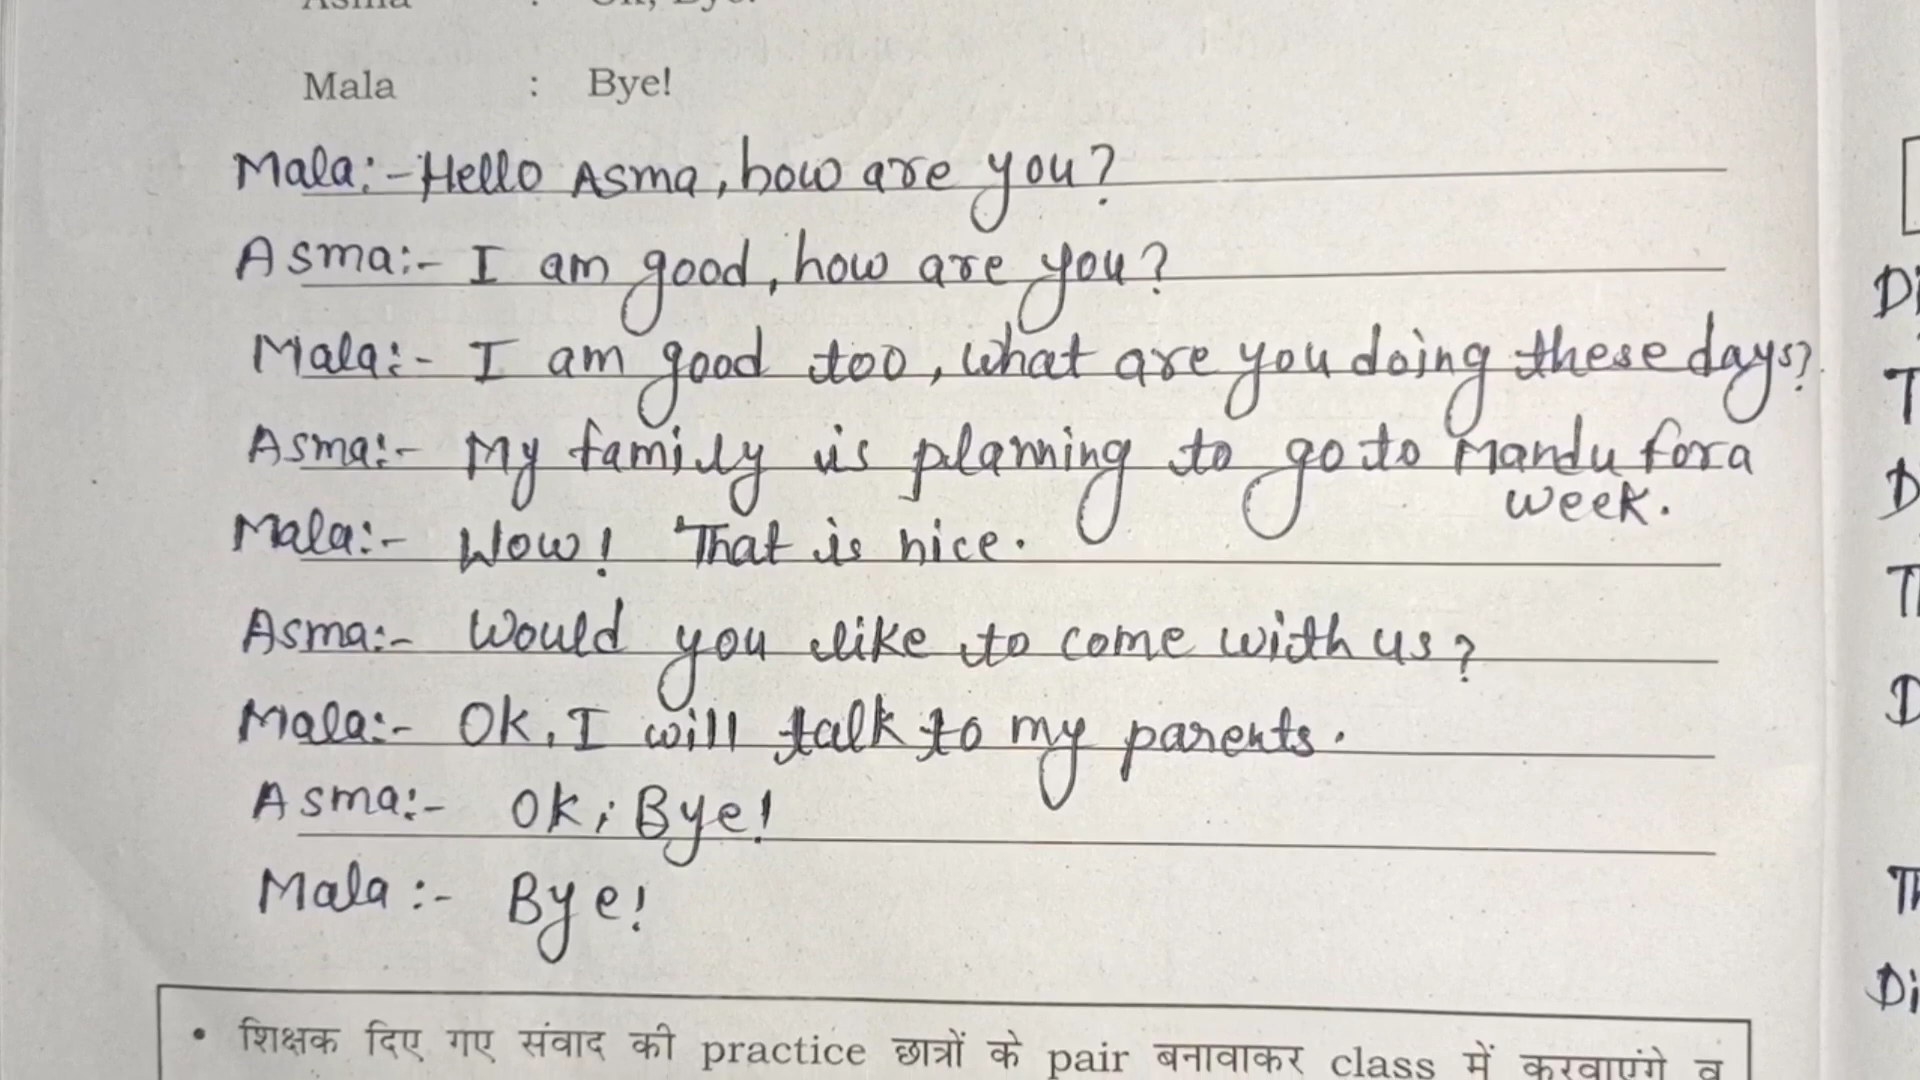 Mala : Bye!
Mala:- Hello Asma, how are you?
Asma:- I am good, how are you?
Mala:- I am good too, what are you doing these days?
Asma:- My family is planning to go to Mandu for a
week.
Mala:- Wow! That is nice.
Asma:- Would you like to come with us?
Mala:- Ok, I will talk to my parents.
Asma:- Ok, Bye!
Mala :- Bye!
• शिक्षक दिए गए संवाद की practice छात्रों के pair बनावाकर class में करवाएंगे व